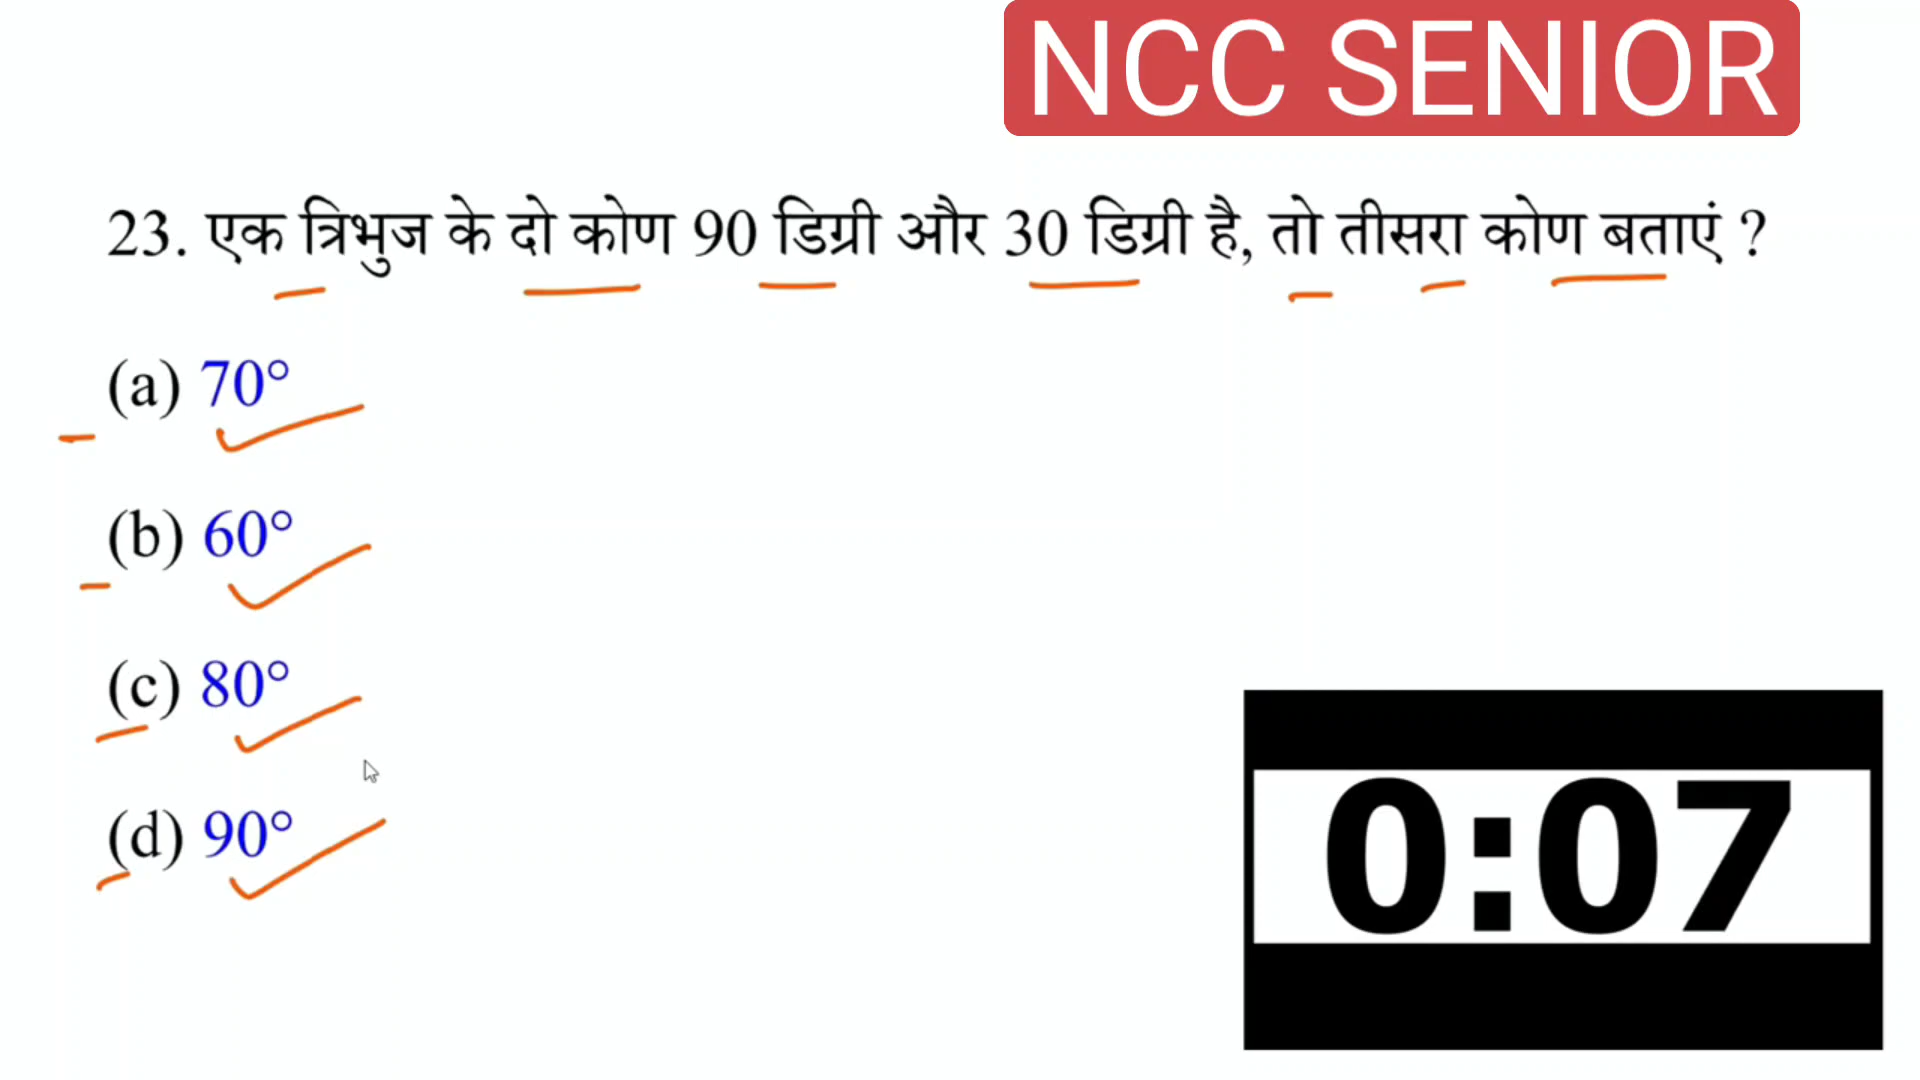 NCC SENIOR
23. एक त्रिभुज के दो कोण 90 डिग्री और 30 डिग्री है, तो तीसरा कोण बताएं ?
(a) 70°
(b) 60°
(c) 80°
(d) 90°
0:07